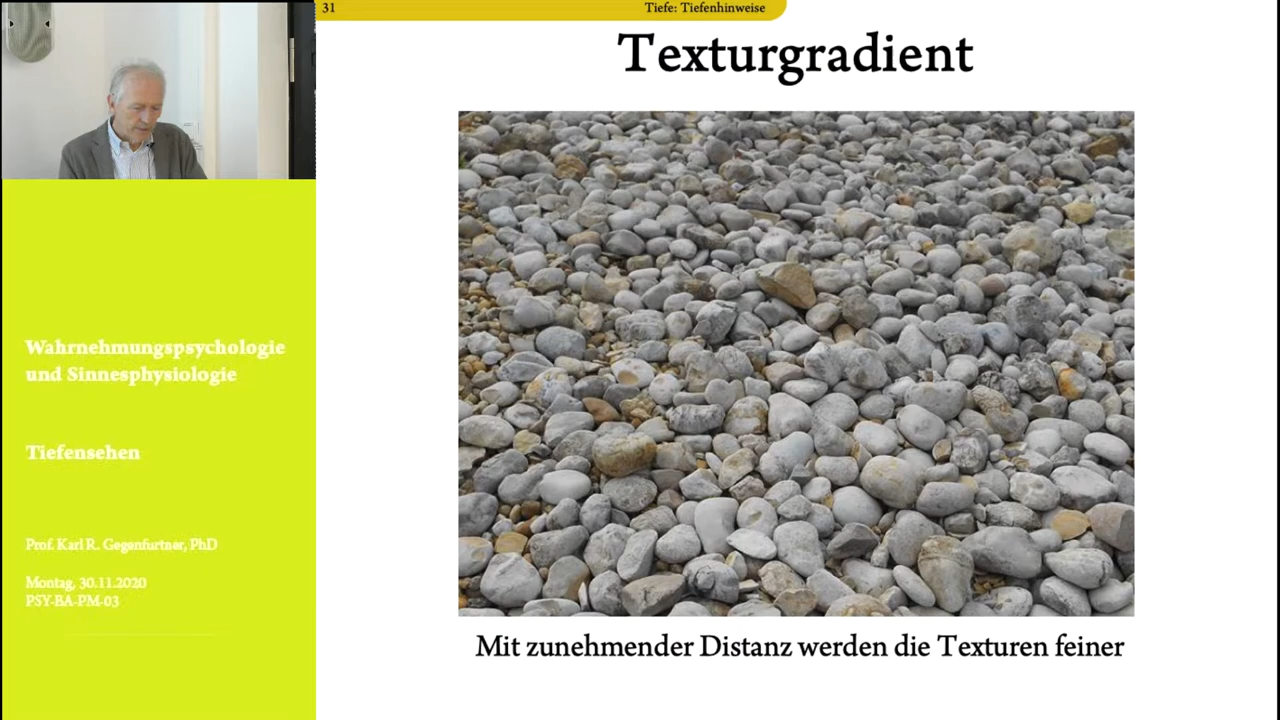 31
Tiefe: Tiefenhinweise
Texturgradient
Wahrnehmungspsychologie
und Sinnesphysiologie
Tiefensehen
Prof. Karl R. Gegenfurtner, PhD
Montag, 30.11.2020
PSY-BA-PM-03
Mit zunehmender Distanz werden die Texturen feiner